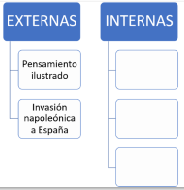 EXTERNAS
INTERNAS
Pensamiento
ilustrado
Invasión
napoleónica
a España